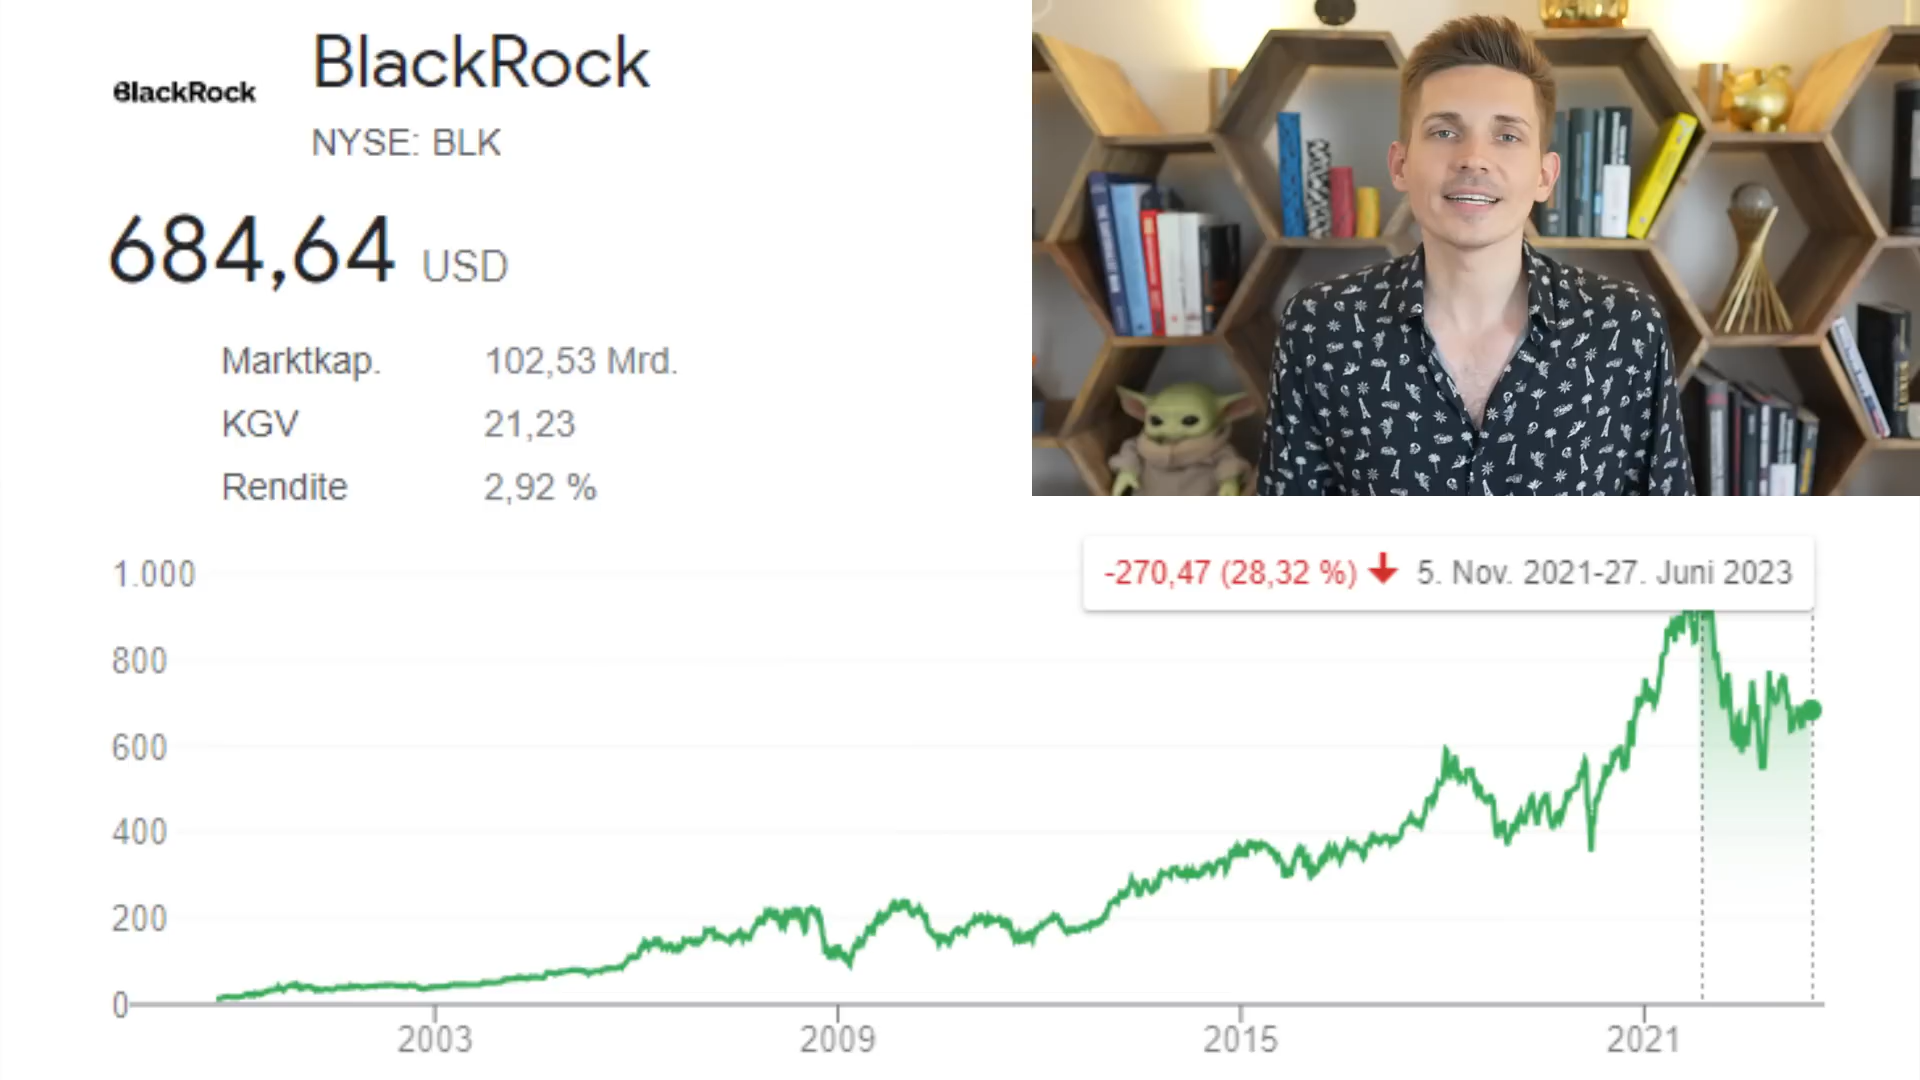 BlackRock
BlackRock
NYSE: BLK
684,64 USD
Marktkap. 102,53 Mrd.
KGV 21,23
Rendite 2,92 %
-270,47 (28,32 %) 5. Nov. 2021-27. Juni 2023
1.000
800
600
400
200
0
2003 2009 2015 2021